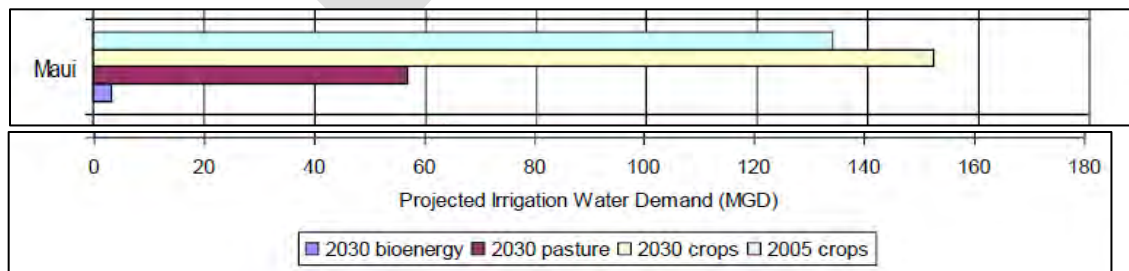 Maui
0 20 40 60 80 100 120 140 160 180
Projected Irrigation Water Demand (MGD)
2030 bioenergy 2030 pasture 2030 crops 2005 crops